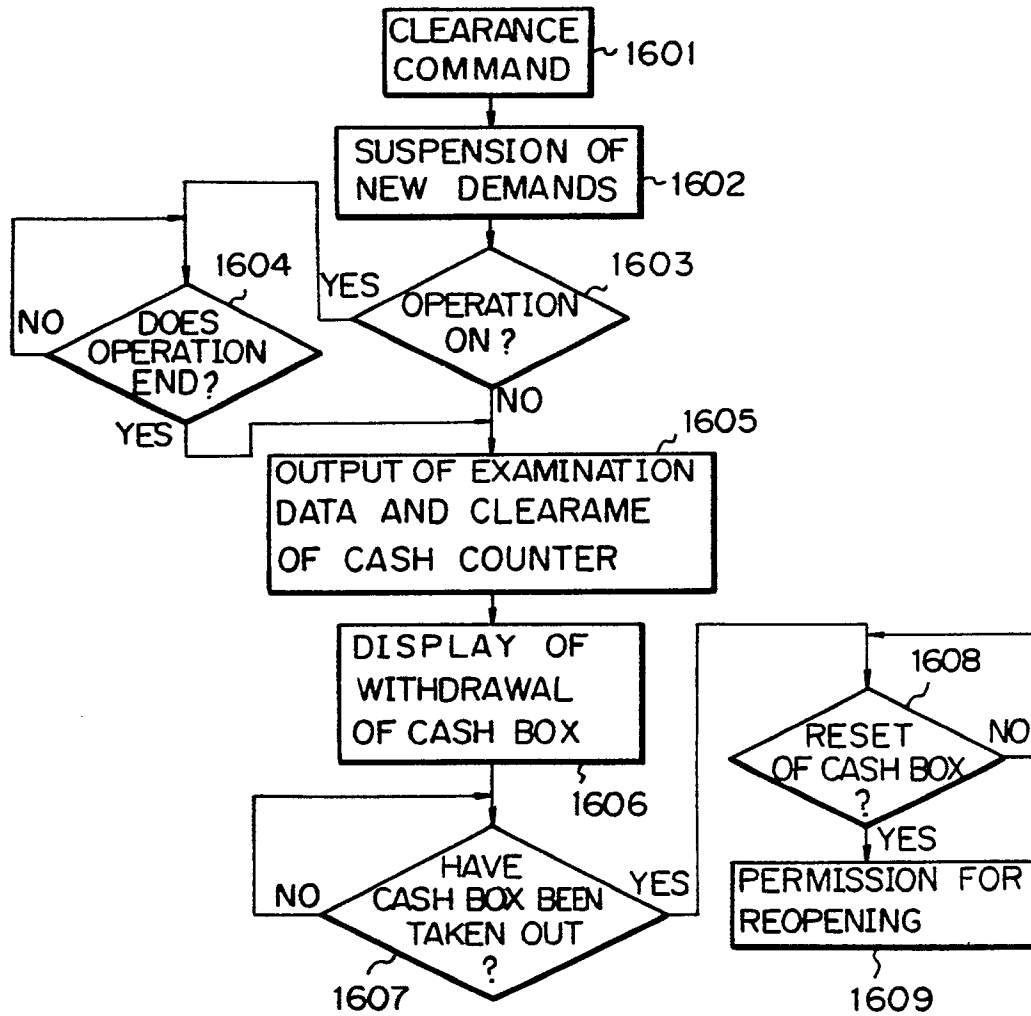 CLEARANCE
COMMAND
1601
SUSPENSION OF
NEW DEMANDS
1602
1603
YES
OPERATION
ON?
NO
1604
NO
DOES
OPERATION
END?
YES
1605
OUTPUT OF EXAMINATION
DATA AND CLEARAME
OF CASH COUNTER
DISPLAY OF
WITHDRAWAL
OF CASH BOX
1606
HAVE
CASH BOX BEEN
TAKEN OUT
?
NO
YES
1607
1608
RESET
OF CASH BOX
?
NO
YES
PERMISSION FOR
REOPENING
1609